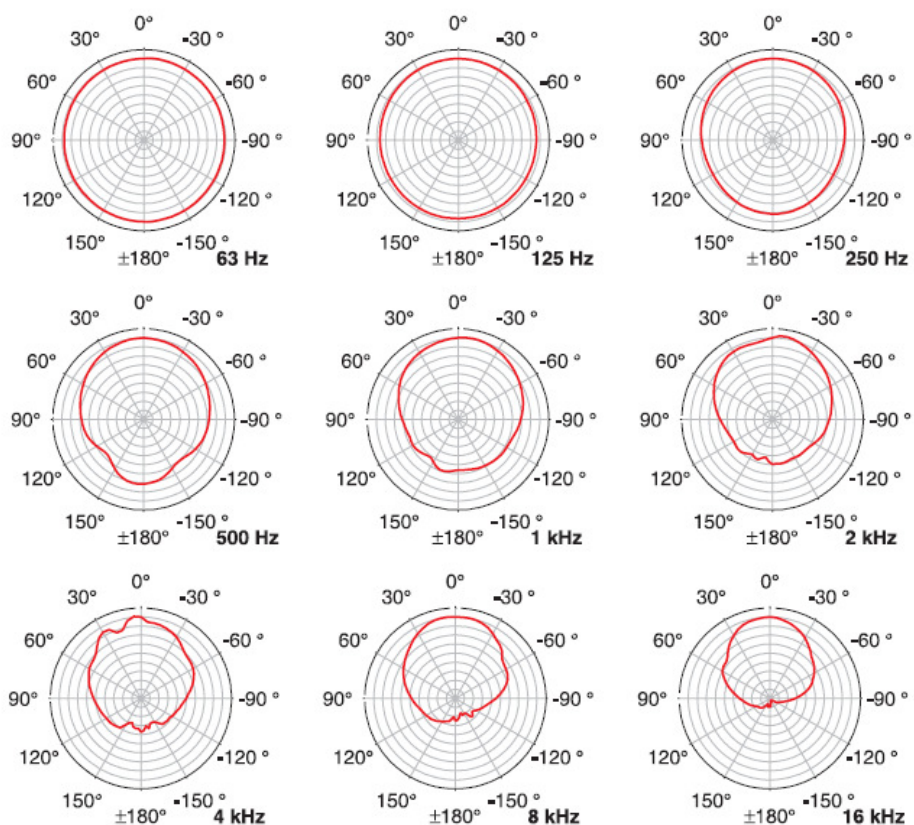 0° 0° 0°
30° -30 ° 30° -30 ° 30° -30 °
60° -60 ° 60° -60 ° 60° -60 °
90° -90 ° 90° -90 ° 90° -90 °
120° -120 ° 120° -120 ° 120° -120 °
150° -150 ° 150° -150 ° 150° -150 °
±180° 63 Hz ±180° 125 Hz ±180° 250 Hz
0° 0° 0°
30° -30 ° 30° -30 ° 30° -30 °
60° -60 ° 60° -60 ° 60° -60 °
90° -90 ° 90° -90 ° 90° -90 °
120° -120 ° 120° -120 ° 120° -120 °
150° -150 ° 150° -150 ° 150° -150 °
±180° 500 Hz ±180° 1 kHz ±180° 2 kHz
0° 0° 0°
30° -30 ° 30° -30 ° 30° -30 °
60° -60 ° 60° -60 ° 60° -60 °
90° -90 ° 90° -90 ° 90° -90 °
120° -120 ° 120° -120 ° 120° -120 °
150° -150 ° 150° -150 ° 150° -150 °
±180° 4 kHz ±180° 8 kHz ±180° 16 kHz